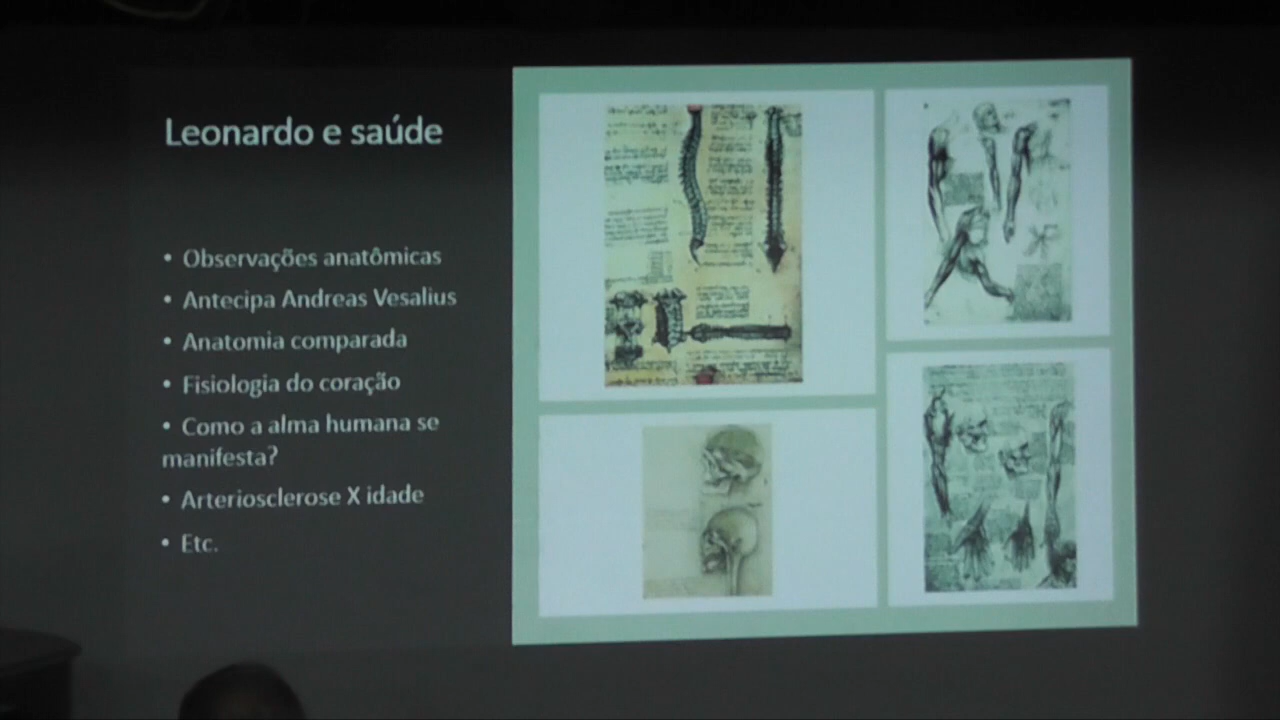 Leonardo e saúde
• Observações anatômicas
• Antecipa Andreas Vesalius
• Anatomia comparada
• Fisiologia do coração
• Como a alma humana se
manifesta?
• Arteriosclerose X idade
• Etc.